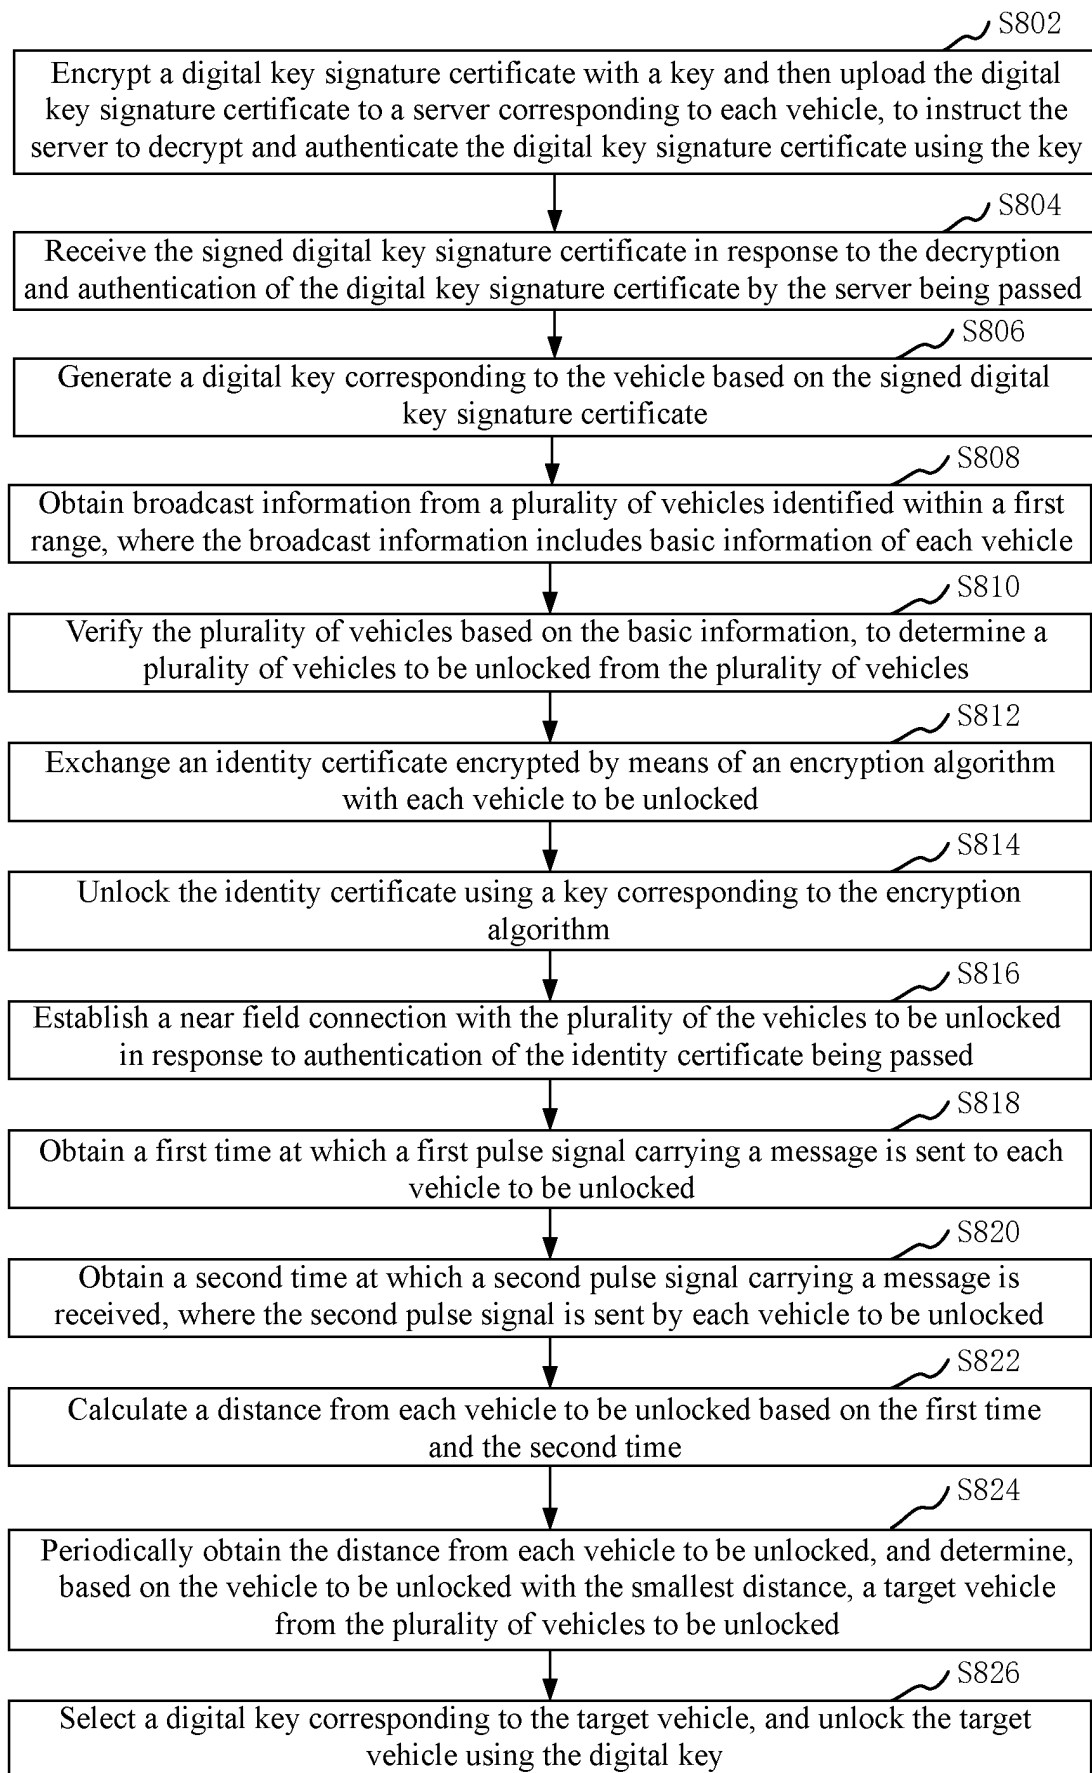 S802
Encrypt a digital key signature certificate with a key and then upload the digital
key signature certificate to a server corresponding to each vehicle, to instruct the
server to decrypt and authenticate the digital key signature certificate using the key
S804
Receive the signed digital key signature certificate in response to the decryption
and authentication of the digital key signature certificate by the server being passed
S806
Generate a digital key corresponding to the vehicle based on the signed digital
key signature certificate
S808
Obtain broadcast information from a plurality of vehicles identified within a first
range, where the broadcast information includes basic information of each vehicle
S810
Verify the plurality of vehicles based on the basic information, to determine a
plurality of vehicles to be unlocked from the plurality of vehicles
S812
Exchange an identity certificate encrypted by means of an encryption algorithm
with each vehicle to be unlocked
S814
Unlock the identity certificate using a key corresponding to the encryption
algorithm
S816
Establish a near field connection with the plurality of the vehicles to be unlocked
in response to authentication of the identity certificate being passed
S818
Obtain a first time at which a first pulse signal carrying a message is sent to each
vehicle to be unlocked
S820
Obtain a second time at which a second pulse signal carrying a message is
received, where the second pulse signal is sent by each vehicle to be unlocked
S822
Calculate a distance from each vehicle to be unlocked based on the first time
and the second time
S824
Periodically obtain the distance from each vehicle to be unlocked, and determine,
based on the vehicle to be unlocked with the smallest distance, a target vehicle
from the plurality of vehicles to be unlocked
S826
Select a digital key corresponding to the target vehicle, and unlock the target
vehicle using the digital key